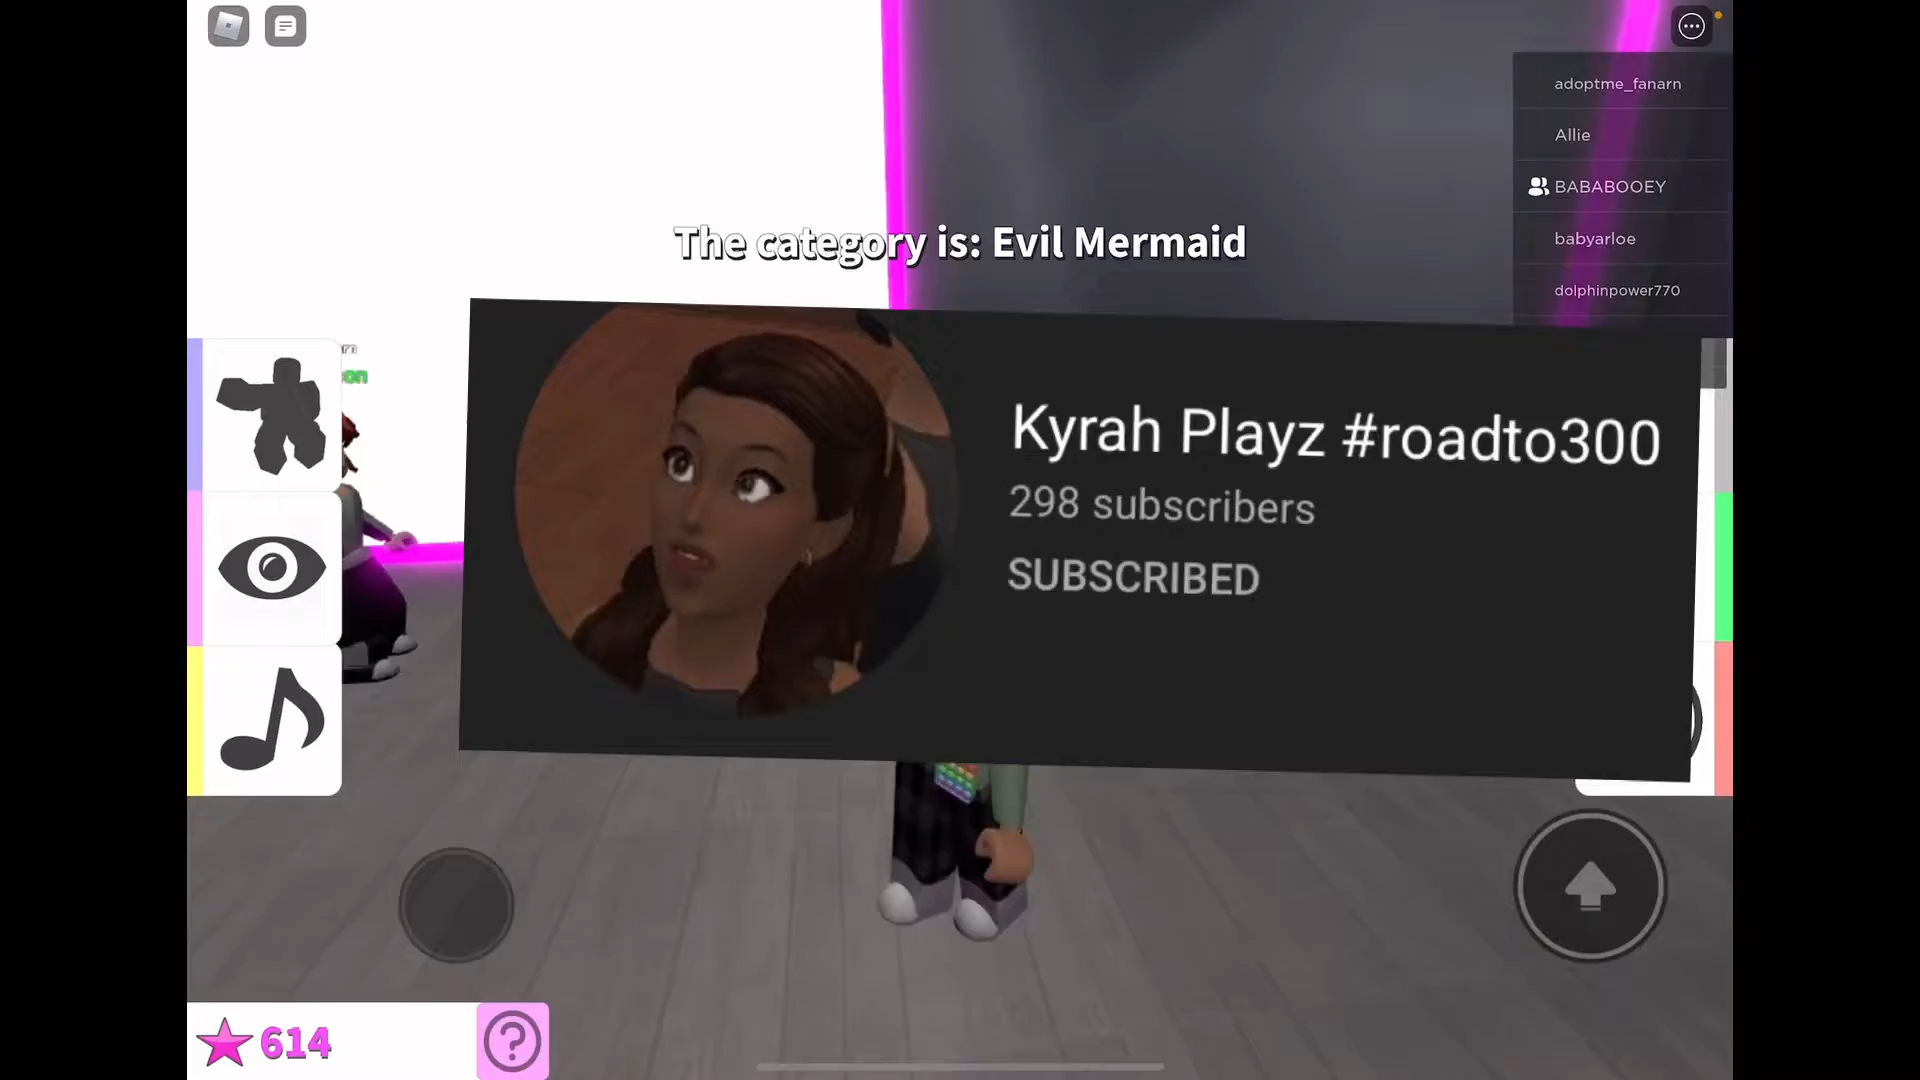 adoptme_fanarn
Allie
BABABOOEY
babyarloe
dolphinpower770
The category is: Evil Mermaid
Kyrah Playz #roadto300
298 subscribers
SUBSCRIBED
614
?